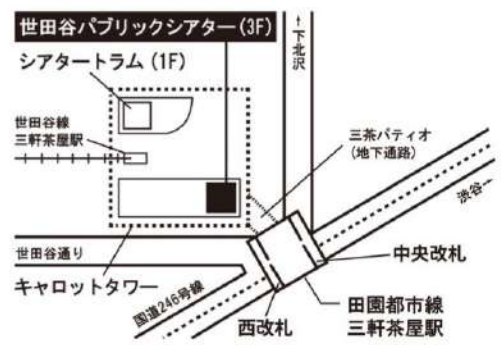 世田谷パブリックシアター(3F)
シアタートラム(1F)
↑下北沢
世田谷線
三軒茶屋駅
三茶パティオ
(地下通路)
渋谷→
世田谷通り
中央改札
キャロットタワー
国道246号線
西改札
田園都市線
三軒茶屋駅